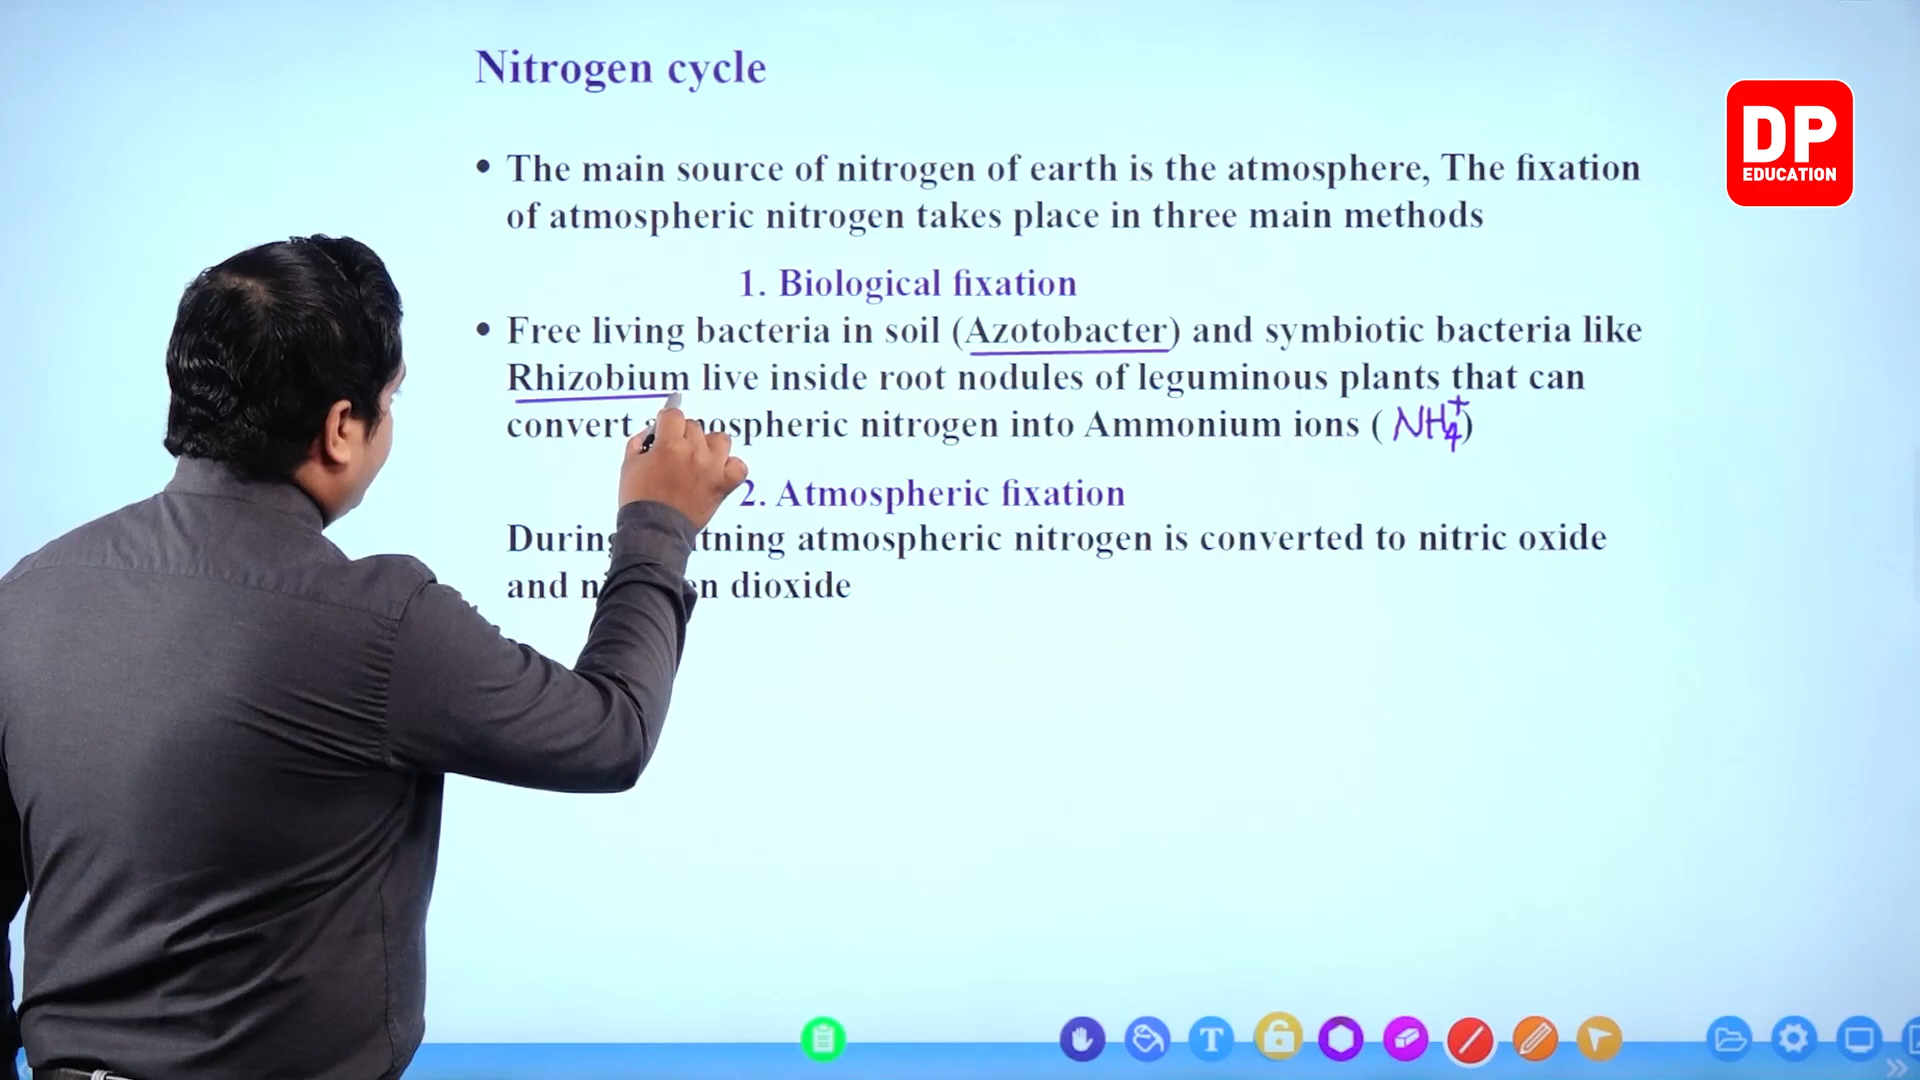 Nitrogen cycle
DP
EDUCATION
• The main source of nitrogen of earth is the atmosphere, The fixation
of atmospheric nitrogen takes place in three main methods
1. Biological fixation
• Free living bacteria in soil (Azotobacter) and symbiotic bacteria like
Rhizobium live inside root nodules of leguminous plants that can
convert nitrogen into Ammonium ions ( NH₄⁺)
2. Atmospheric fixation
During atmospheric nitrogen is converted to nitric oxide
and dioxide
T